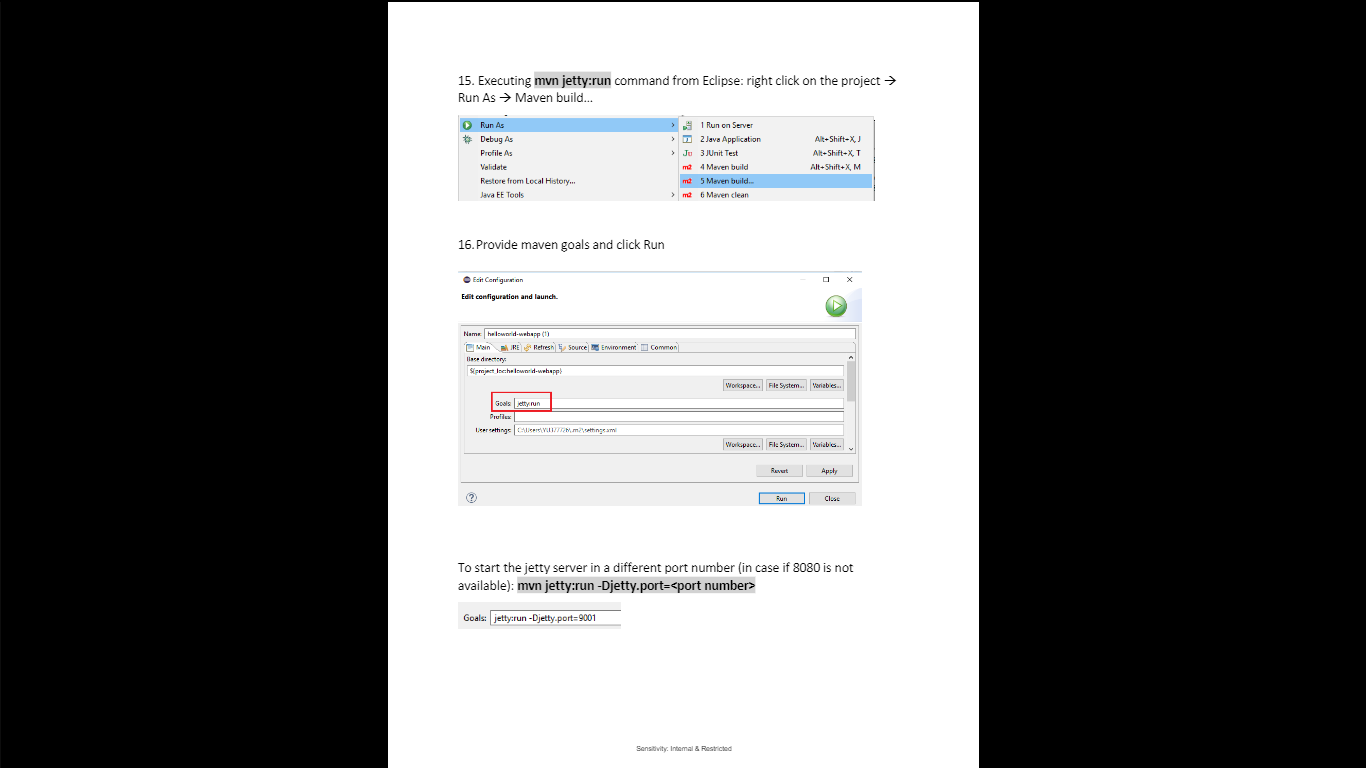 15. Executing mvn jetty:run command from Eclipse: right click on the project →
Run As → Maven build...
Run As > 1 Run on Server
Debug As > 2 Java Application Alt+Shift+X, J
Profile As > 3 JUnit Test Alt+Shift+X, T
Validate m2 4 Maven build Alt+Shift+X, M
Restore from Local History... m2 5 Maven build...
Java EE Tools > m2 6 Maven clean
16. Provide maven goals and click Run
Edit Configuration
Edit configuration and launch.
Name: helloworld-webapp (1)
Main JRE Refresh Source Environment Common
Base directory:
${project_loc:helloworld-webapp}
Workspace... File System... Variables...
Goals: jetty:run
Profiles:
User settings:
Workspace... File System... Variables...
Revert Apply
Run Close
To start the jetty server in a different port number (in case if 8080 is not
available): mvn jetty:run -Djetty.port=<port number>
Goals: jetty:run -Djetty.port=9001
Sensitivity: Internal & Restricted